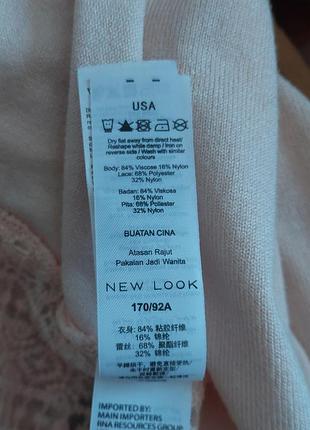 USA
Dry flat away from direct heat/
Reshape while damp / Iron on
reverse side / Wash with similar
colours
Body: 84% Viscose 16% Nylon
Lace: 68% Polyester
32% Nylon
Badan: 84% Viskosa
16% Nylon
Pita: 68% Poliester
32% Nylon
BUATAN CINA
Atasan Rajut
Pakaian Jadi Wanita
NEW LOOK
170/92A
衣身: 84% 粘胶纤维
16% 锦纶
蕾丝: 68% 聚酯纤维
32% 锦纶
IMPORTED BY:
MAIN IMPORTERS
RNA RESOURCES GROUP